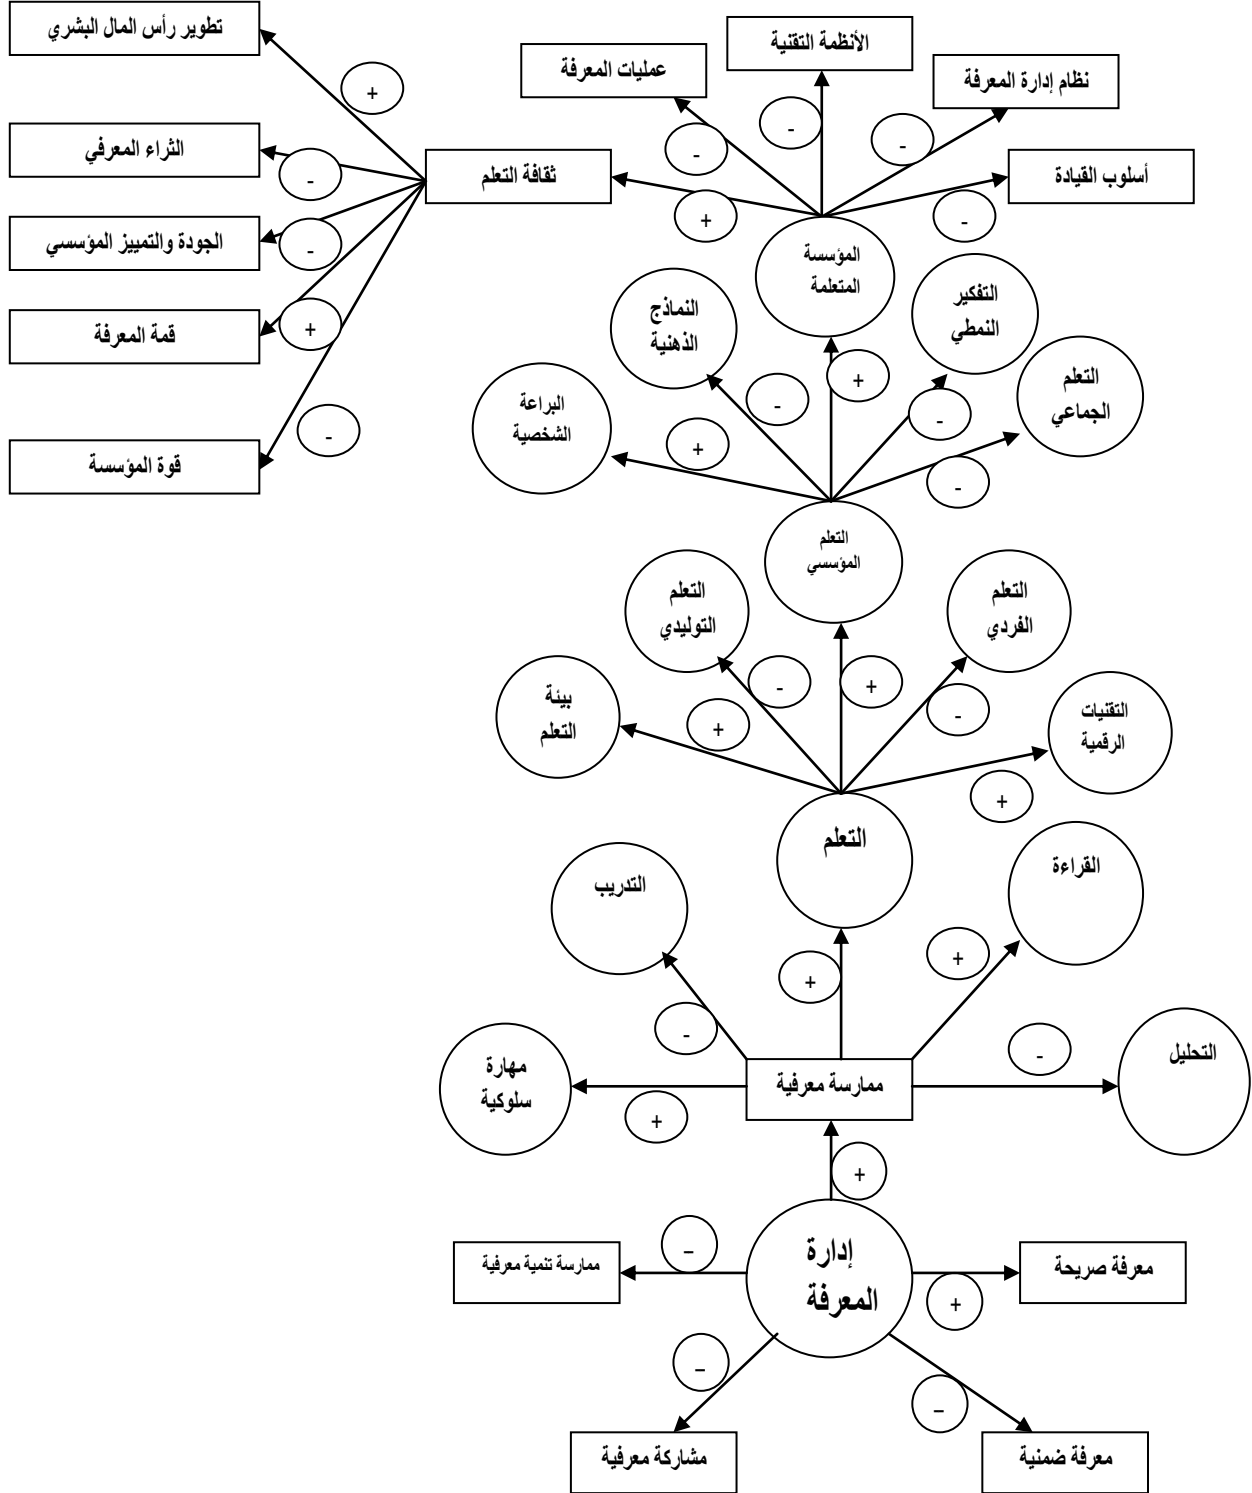 تطوير رأس المال البشري
الأنظمة التقنية
عمليات المعرفة
نظام إدارة المعرفة
+
-
-
-
الثراء المعرفي
ثقافة التعلم
أسلوب القيادة
-
+
-
الجودة والتمييز المؤسسي
-
المؤسسة
المتعلمة
التفكير
النمطي
النماذج
الذهنية
قمة المعرفة
+
التعلم
الجماعي
+
-
-
البراعة
الشخصية
+
-
-
قوة المؤسسة
التعلم
المؤسسي
التعلم
التوليدي
التعلم
الفردي
-
+
-
بيئة
التعلم
+
التقنيات
الرقمية
+
التعلم
القراءة
التدريب
+
+
-
-
مهارة
سلوكية
ممارسة معرفية
التحليل
+
+
إدارة
المعرفة
–
ممارسة تنمية معرفية
معرفة صريحة
+
–
–
مشاركة معرفية
معرفة ضمنية